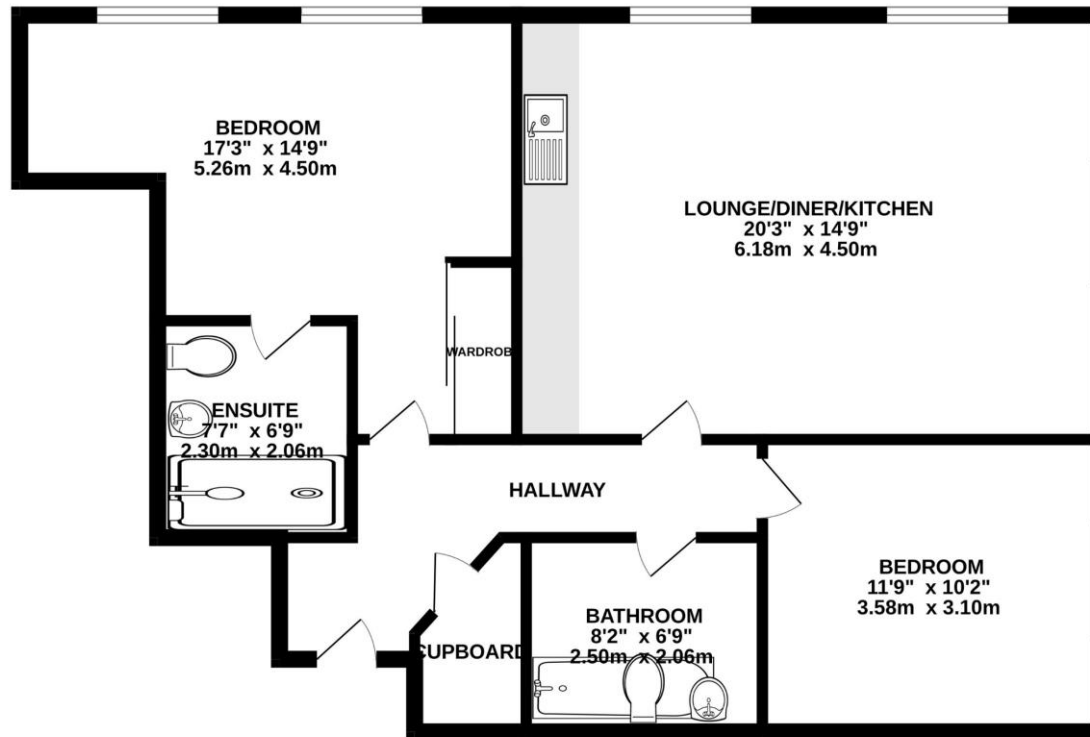 BEDROOM
17'3" x 14'9"
5.26m x 4.50m
LOUNGE/DINER/KITCHEN
20'3" x 14'9"
6.18m x 4.50m
WARDROB
ENSUITE
7'7" x 6'9"
2.30m x 2.06m
HALLWAY
BEDROOM
11'9" x 10'2"
3.58m x 3.10m
BATHROOM
8'2" x 6'9"
2.50m x 2.06m
CUPBOARD